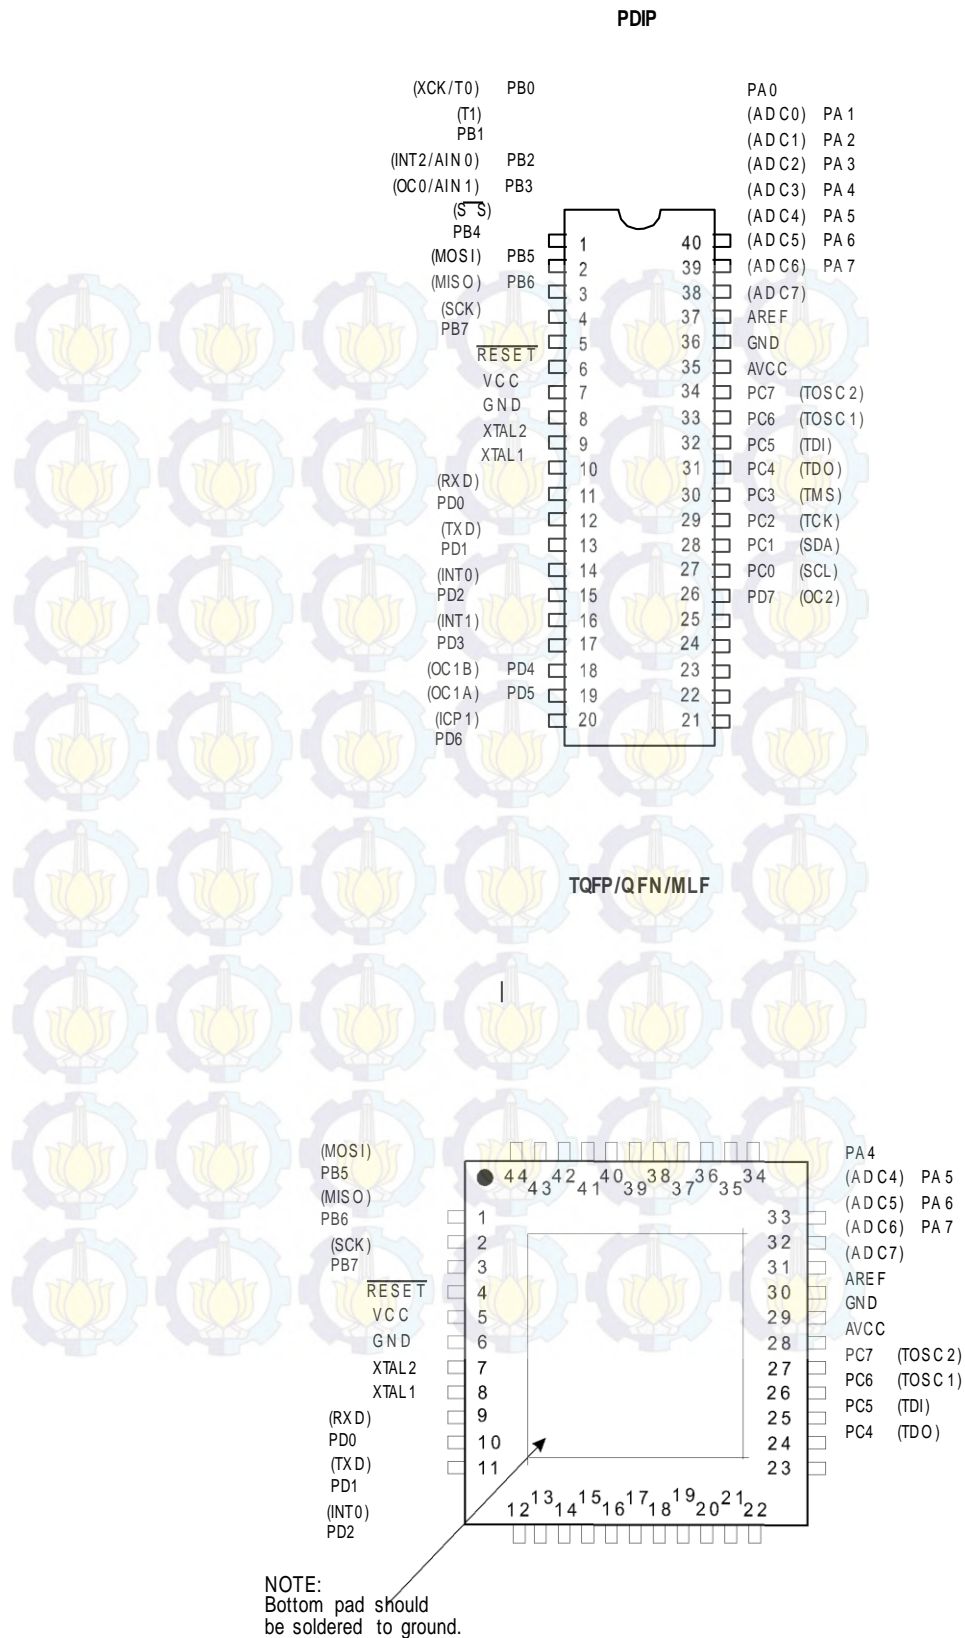 PDIP
(XCK/T0) PB0
(T1)
PB1
(INT2/AIN0) PB2
(OC0/AIN1) PB3
(SS)
PB4
(MOSI) PB5
(MISO) PB6
(SCK)
PB7
RESET
VCC
GND
XTAL2
XTAL1
(RXD)
PD0
(TXD)
PD1
(INT0)
PD2
(INT1)
PD3
(OC1B) PD4
(OC1A) PD5
(ICP1)
PD6
1 40
2 39
3 38
4 37
5 36
6 35
7 34
8 33
9 32
10 31
11 30
12 29
13 28
14 27
15 26
16 25
17 24
18 23
19 22
20 21
PA0
(ADC0) PA1
(ADC1) PA2
(ADC2) PA3
(ADC3) PA4
(ADC4) PA5
(ADC5) PA6
(ADC6) PA7
(ADC7)
AREF
GND
AVCC
PC7 (TOSC2)
PC6 (TOSC1)
PC5 (TDI)
PC4 (TDO)
PC3 (TMS)
PC2 (TCK)
PC1 (SDA)
PC0 (SCL)
PD7 (OC2)
TQFP/QFN/MLF
(MOSI)
PB5
(MISO)
PB6
(SCK)
PB7
RESET
VCC
GND
XTAL2
XTAL1
(RXD)
PD0
(TXD)
PD1
(INT0)
PD2
44 43 42 41 40 39 38 37 36 35 34
1 33
2 32
3 31
4 30
5 29
6 28
7 27
8 26
9 25
10 24
11 23
12 13 14 15 16 17 18 19 20 21 22
PA4
(ADC4) PA5
(ADC5) PA6
(ADC6) PA7
(ADC7)
AREF
GND
AVCC
PC7 (TOSC2)
PC6 (TOSC1)
PC5 (TDI)
PC4 (TDO)
NOTE:
Bottom pad should
be soldered to ground.